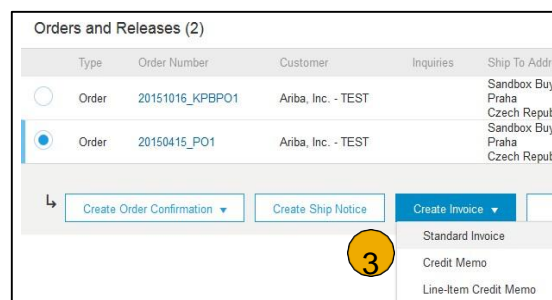 Orders and Releases (2)
Type Order Number Customer Inquiries Ship To Addr
Sandbox Buy
Order 20151016_KPBPO1 Ariba, Inc. - TEST Praha
Czech Repub
Sandbox Buy
Order 20150415_PO1 Ariba, Inc. - TEST Praha
Czech Repub
Create Order Confirmation Create Ship Notice Create Invoice
Standard Invoice
3 Credit Memo
Line-Item Credit Memo